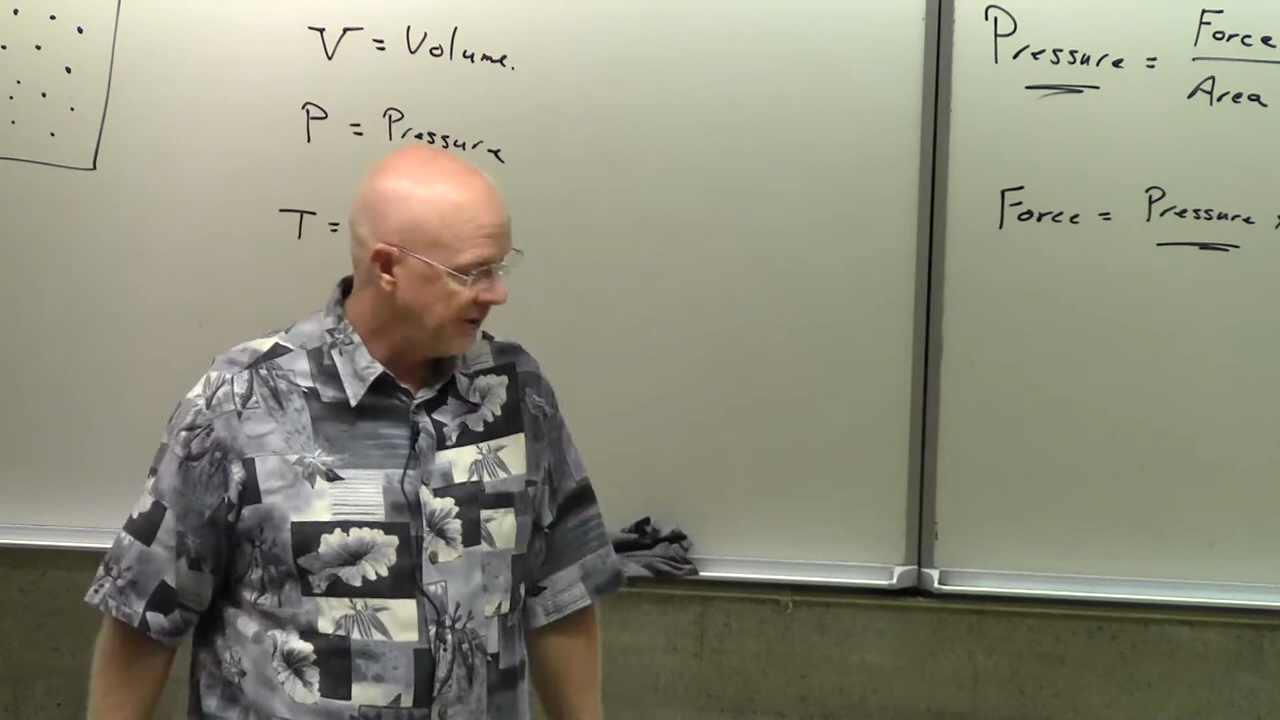 V = Volume.
P = Pressure
T =
Pressure = Force
Area
Force = Pressure